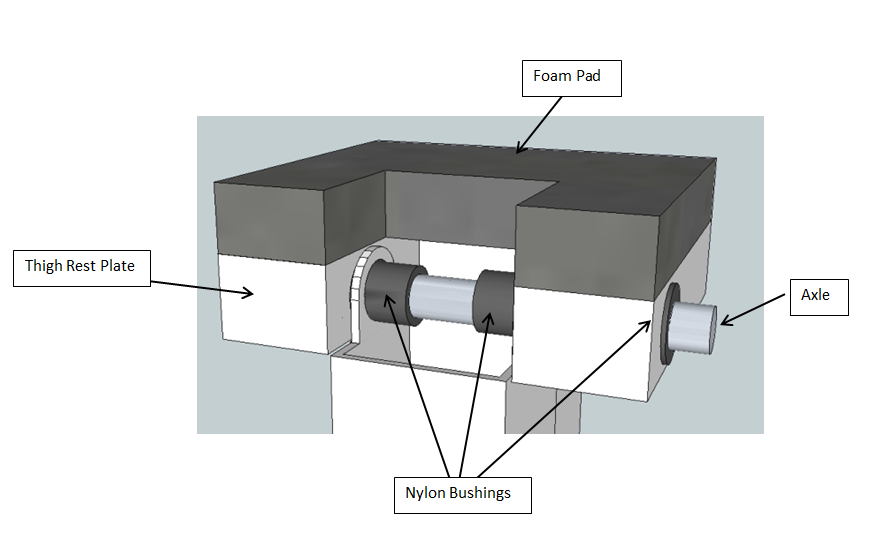 Foam Pad
Thigh Rest Plate
Axle
Nylon Bushings